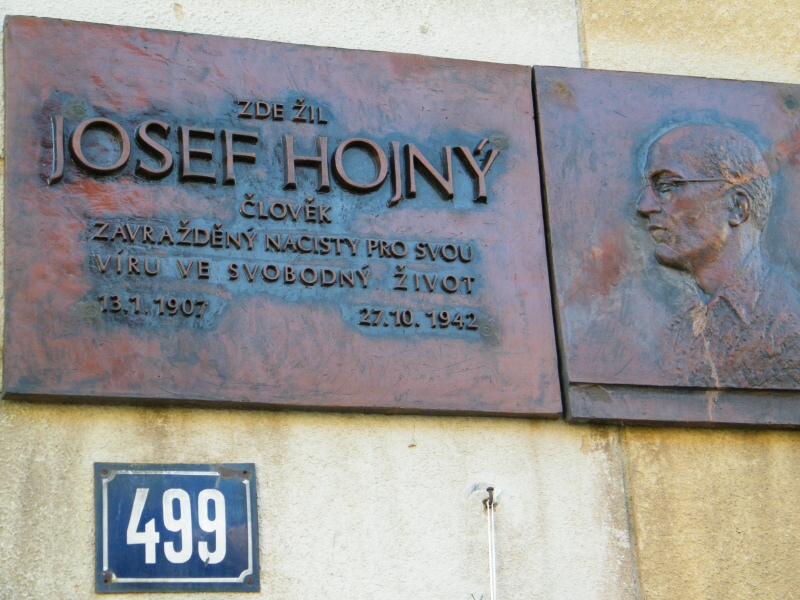 ZDE ŽIL
JOSEF HOJNÝ
ČLOVĚK
ZAVRAŽDĚNÝ NACISTY PRO SVOU
VÍRU VE SVOBODNÝ ŽIVOT
13.1.1907 27.10.1942
499